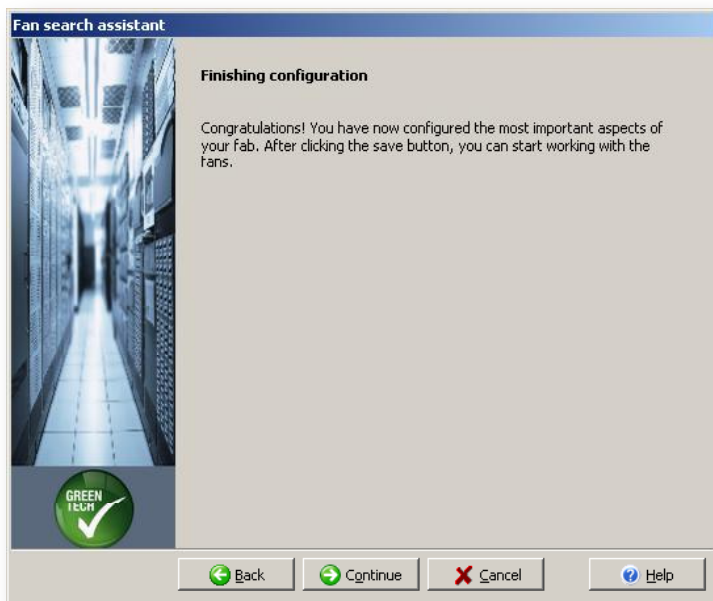 Fan search assistant
Finishing configuration
Congratulations! You have now configured the most important aspects of
your fab. After clicking the save button, you can start working with the
fans.
GREEN
TECH
Back
Continue
Cancel
Help